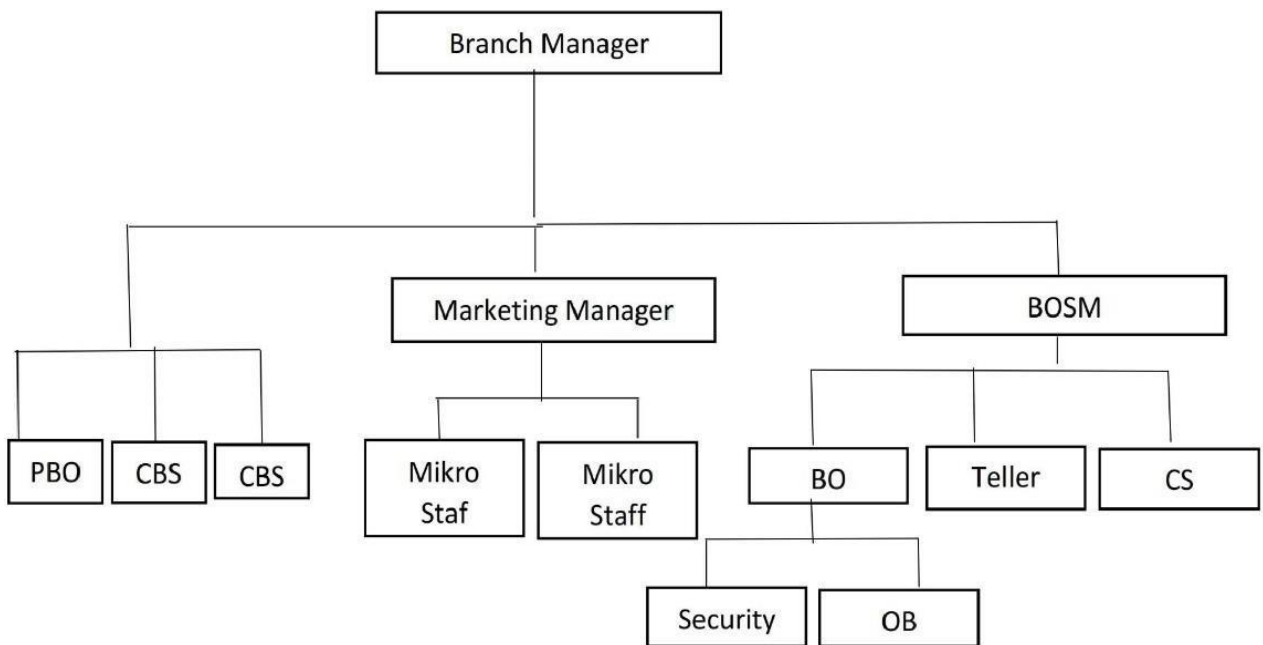 Branch Manager
Marketing Manager
BOSM
PBO
CBS
CBS
Mikro
Staf
Mikro
Staff
BO
Teller
CS
Security
OB